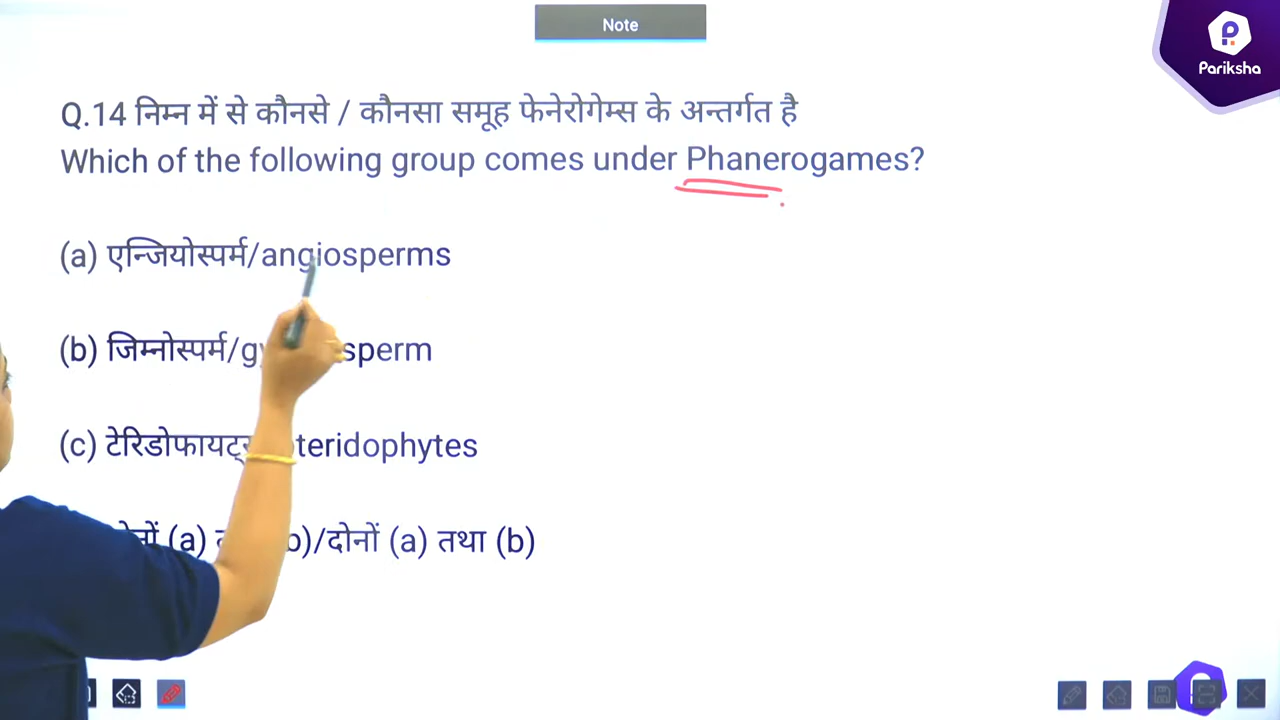 Note
Pariksha
Q.14 निम्न में से कौनसे / कौनसा समूह फेनेरोगेम्स के अन्तर्गत है
Which of the following group comes under Phanerogames?
(a) एन्जियोस्पर्म/angiosperms
(b) जिम्नोस्पर्म/ sperm
(c) teridophytes
(a) b)/दोनों (a) तथा (b)